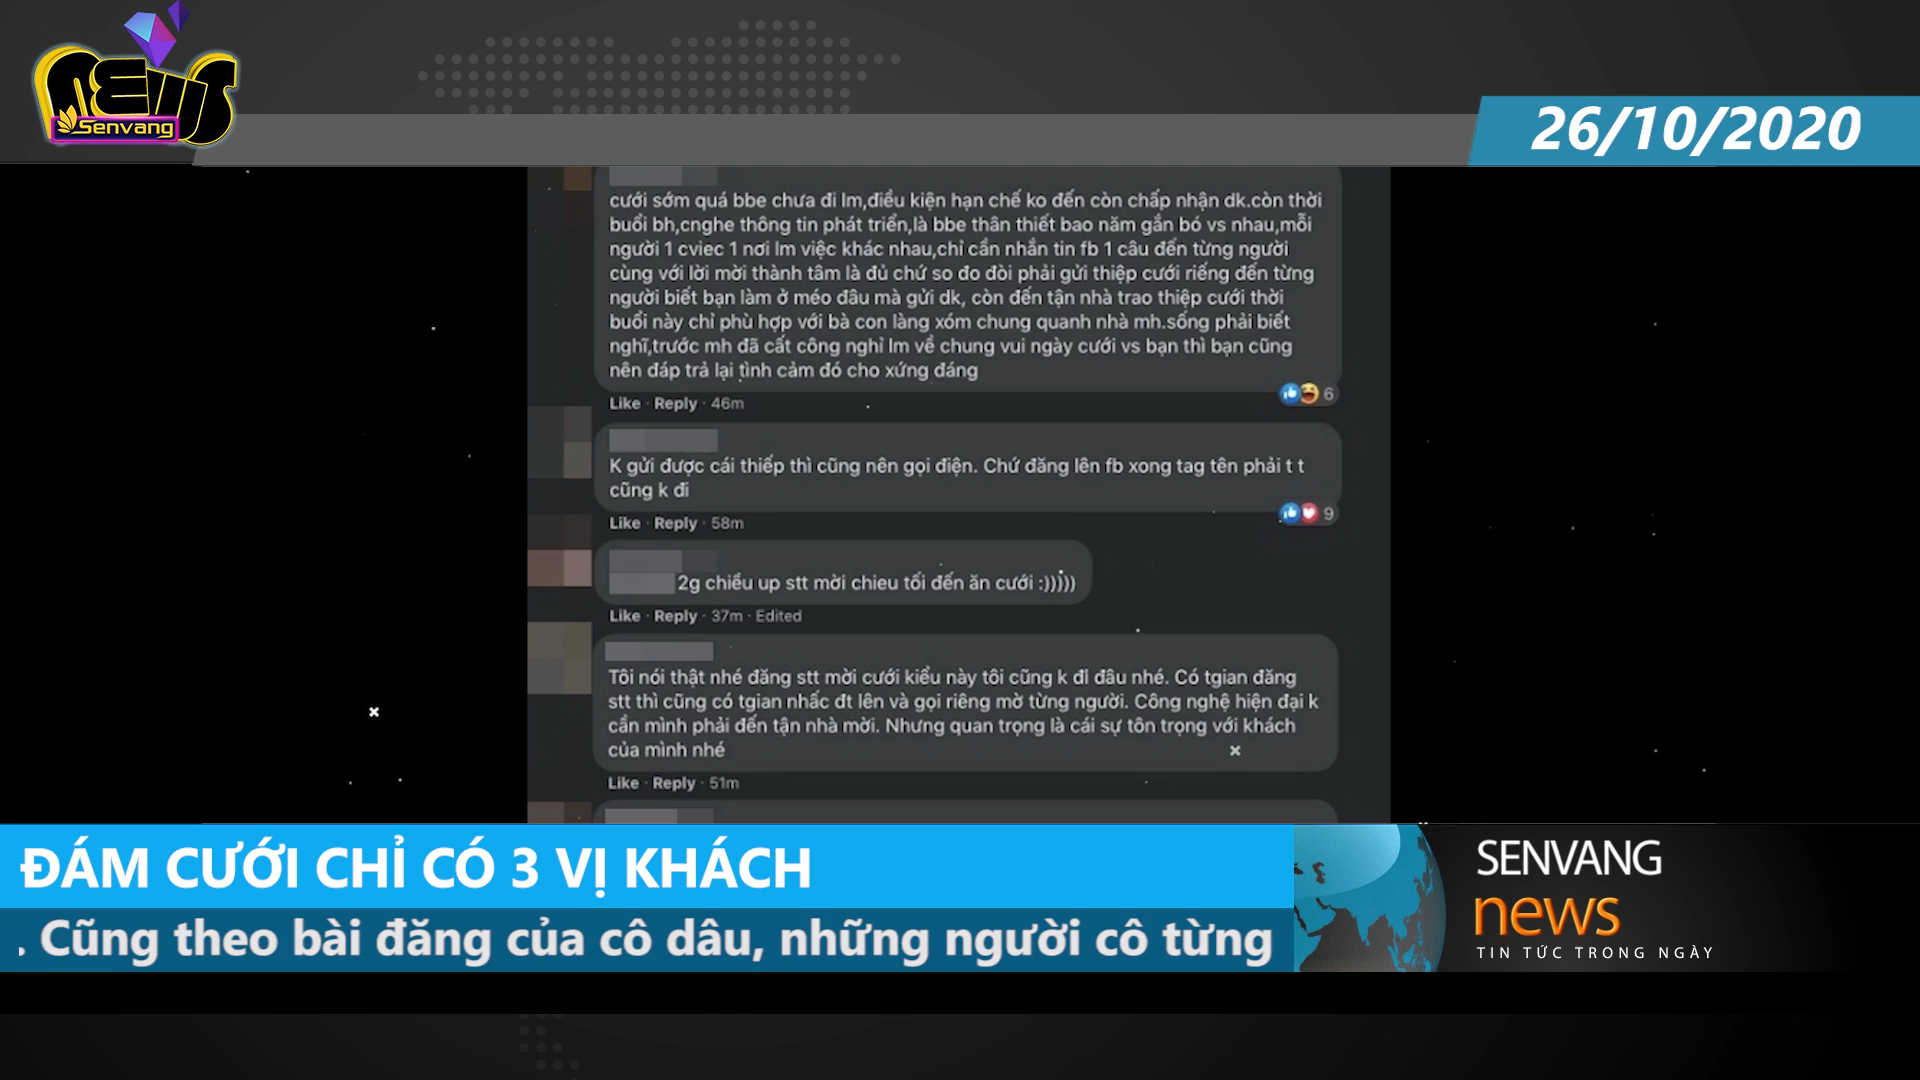 NEWS
Senvang
26/10/2020
cưới sớm quá bbe chưa đi lm,điều kiện hạn chế ko đến còn chấp nhận dk.còn thời
buổi bh,cnghe thông tin phát triển,là bbe thân thiết bao năm gắn bó vs nhau,mỗi
người 1 cviec 1 nơi lm việc khác nhau,chỉ cần nhắn tin fb 1 câu đến từng người
cùng với lời mời thành tâm là đủ chứ so đo đòi phải gửi thiệp cưới riếng đến từng
người biết bạn làm ở méo đâu mà gửi dk, còn đến tận nhà trao thiệp cưới thời
buổi này chỉ phù hợp với bà con làng xóm chung quanh nhà mh.sống phải biết
nghĩ,trước mh đã cất công nghỉ lm về chung vui ngày cưới vs bạn thì bạn cũng
nên đáp trả lại tình cảm đó cho xứng đáng
6
Like · Reply · 46m
K gửi được cái thiếp thì cũng nên gọi điện. Chứ đăng lên fb xong tag tên phải t t
cũng k đi
9
Like · Reply · 58m
2g chiều up stt mời chieu tối đến ăn cưới :)))))
Like · Reply · 37m · Edited
Tôi nói thật nhé đăng stt mời cưới kiểu này tôi cũng k đi đâu nhé. Có tgian đăng
stt thì cũng có tgian nhấc đt lên và gọi riêng mờ từng người. Công nghệ hiện đại k
cần mình phải đến tận nhà mời. Nhưng quan trọng là cái sự tôn trọng với khách
của mình nhé
Like · Reply · 51m
ĐÁM CƯỚI CHỈ CÓ 3 VỊ KHÁCH
. Cũng theo bài đăng của cô dâu, những người cô từng
SENVANG
news
TIN TỨC TRONG NGÀY